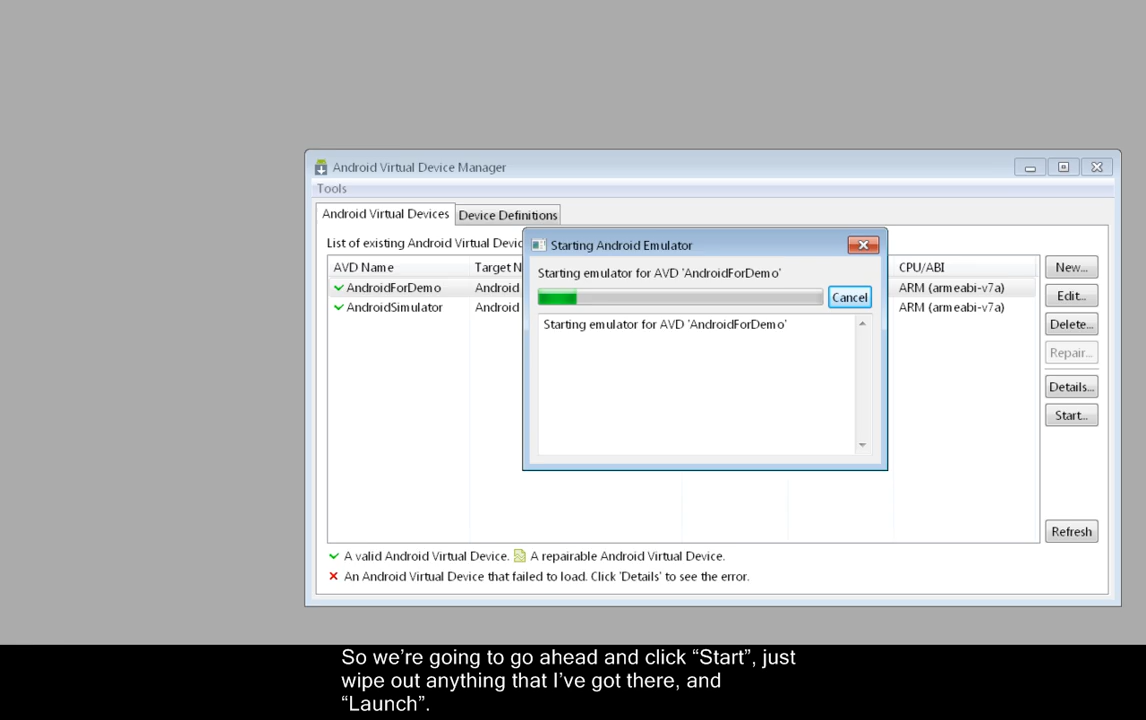 Android Virtual Device Manager
Tools
Android Virtual Devices
Device Definitions
List of existing Android Virtual
Starting Android Emulator
Starting emulator for AVD 'AndroidForDemo'
Cancel
Starting emulator for AVD 'AndroidForDemo'
AVD Name
Target
CPU/ABI
AndroidForDemo
Android
ARM (armeabi-v7a)
AndroidSimulator
Android
ARM (armeabi-v7a)
New...
Edit...
Delete...
Repair...
Details...
Start...
Refresh
A valid Android Virtual Device. A repairable Android Virtual Device.
An Android Virtual Device that failed to load. Click 'Details' to see the error.
So we're going to go ahead and click “Start”, just
wipe out anything that I've got there, and
“Launch”.